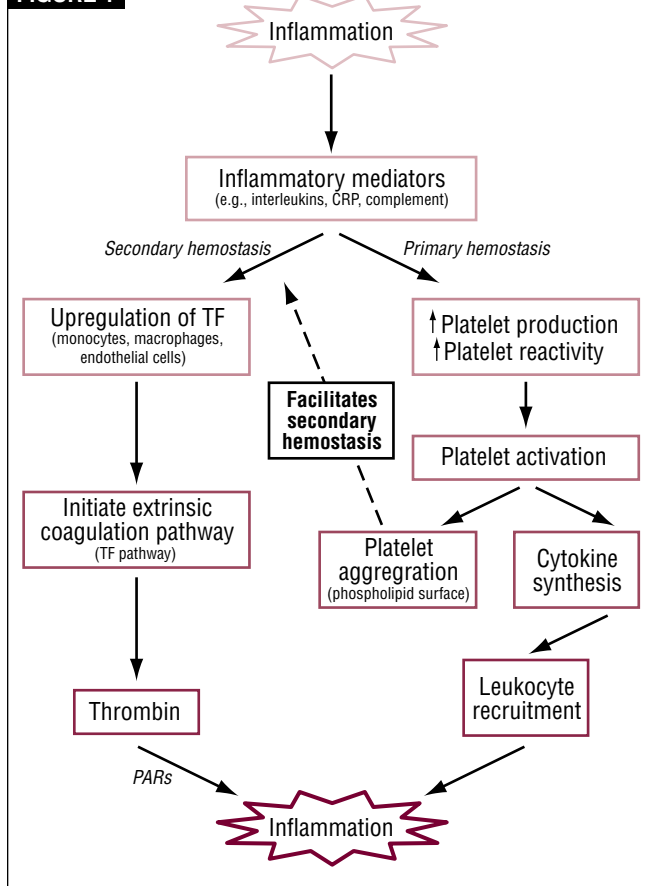 FIGURE 1
Inflammation
Inflammatory mediators
(e.g., interleukins, CRP, complement)
Secondary hemostasis
Primary hemostasis
Upregulation of TF
(monocytes, macrophages,
endothelial cells)
↑Platelet production
↑Platelet reactivity
Facilitates
secondary
hemostasis
Platelet activation
Initiate extrinsic
coagulation pathway
(TF pathway)
Platelet
aggregration
(phospholipid surface)
Cytokine
synthesis
Thrombin
Leukocyte
recruitment
PARs
Inflammation